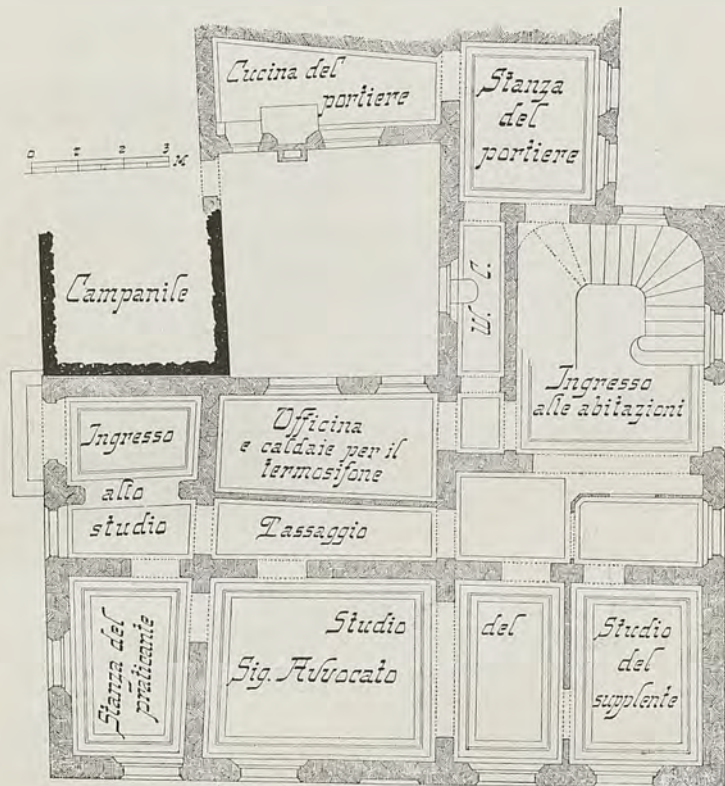 Cucina del
portiere
Stanza
del
portiere
0 1 2 3 M
Campanile
W. C.
Ingresso
alle abitazioni
Ingresso
allo
studio
Officina
e caldaie per il
termosifone
Passaggio
Stanza del
praticante
Studio del
Sig. Avvocato
Studio
del
supplente